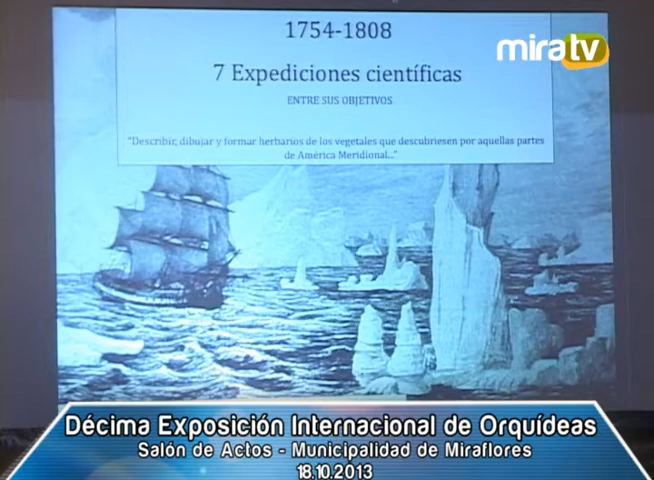 1754-1808
miratv
7 Expediciones científicas
ENTRE SUS OBJETIVOS
"Describir, dibujar y formar herbarios de los vegetales que descubriesen por aquellas partes
de América Meridional..."
Décima Exposición Internacional de Orquídeas
Salón de Actos - Municipalidad de Miraflores
18.10.2013